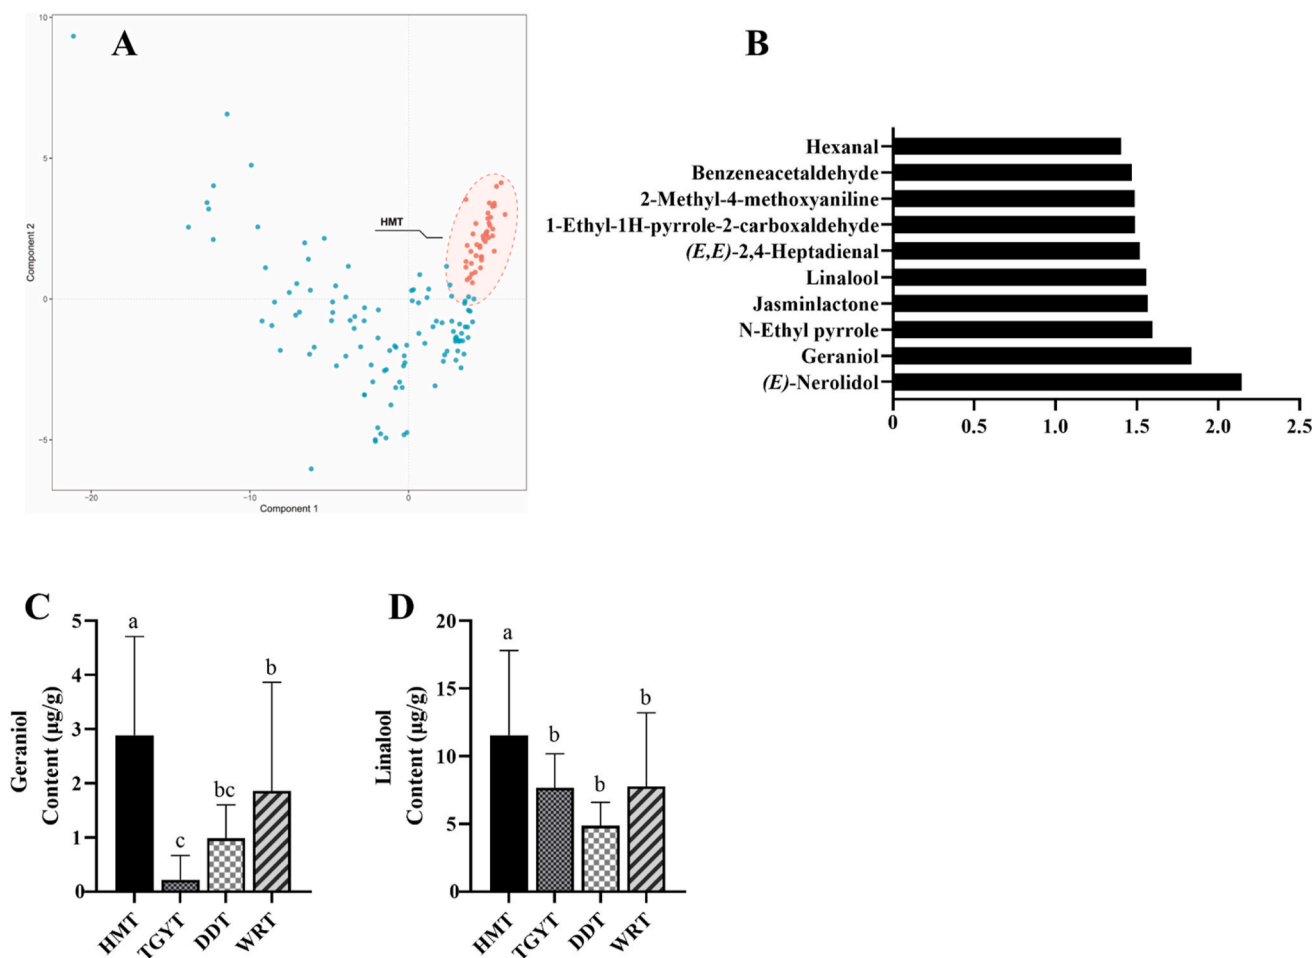 A
10
5
0
−5
Component 2
HMT
−20
−10
0
Component 1
B
Hexanal
Benzeneacetaldehyde
2-Methyl-4-methoxyaniline
1-Ethyl-1H-pyrrole-2-carboxaldehyde
(E,E)-2,4-Heptadienal
Linalool
Jasminlactone
N-Ethyl pyrrole
Geraniol
(E)-Nerolidol
0 0.5 1.0 1.5 2.0 2.5
C
Geraniol
Content (µg/g)
5
4
3
2
1
0
a
c
bc
b
HMT
TGYT
DDT
WRT
D
Linalool
Content (µg/g)
20
15
10
5
0
a
b
b
b
HMT
TGYT
DDT
WRT